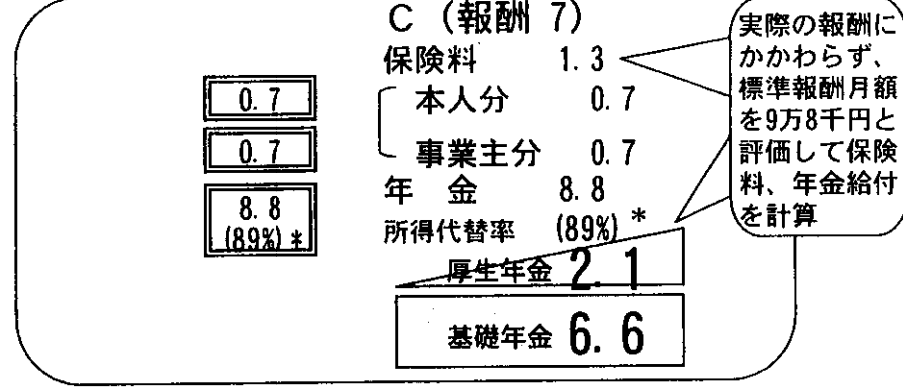 C (報酬 7)
保険料 1.3
本人分 0.7
事業主分 0.7
年 金 8.8
所得代替率 (89%) *
厚生年金 2.1
基礎年金 6.6
0.7
0.7
8.8
(89%) *
実際の報酬に
かかわらず、
標準報酬月額
を9万8千円と
評価して保険
料、年金給付
を計算